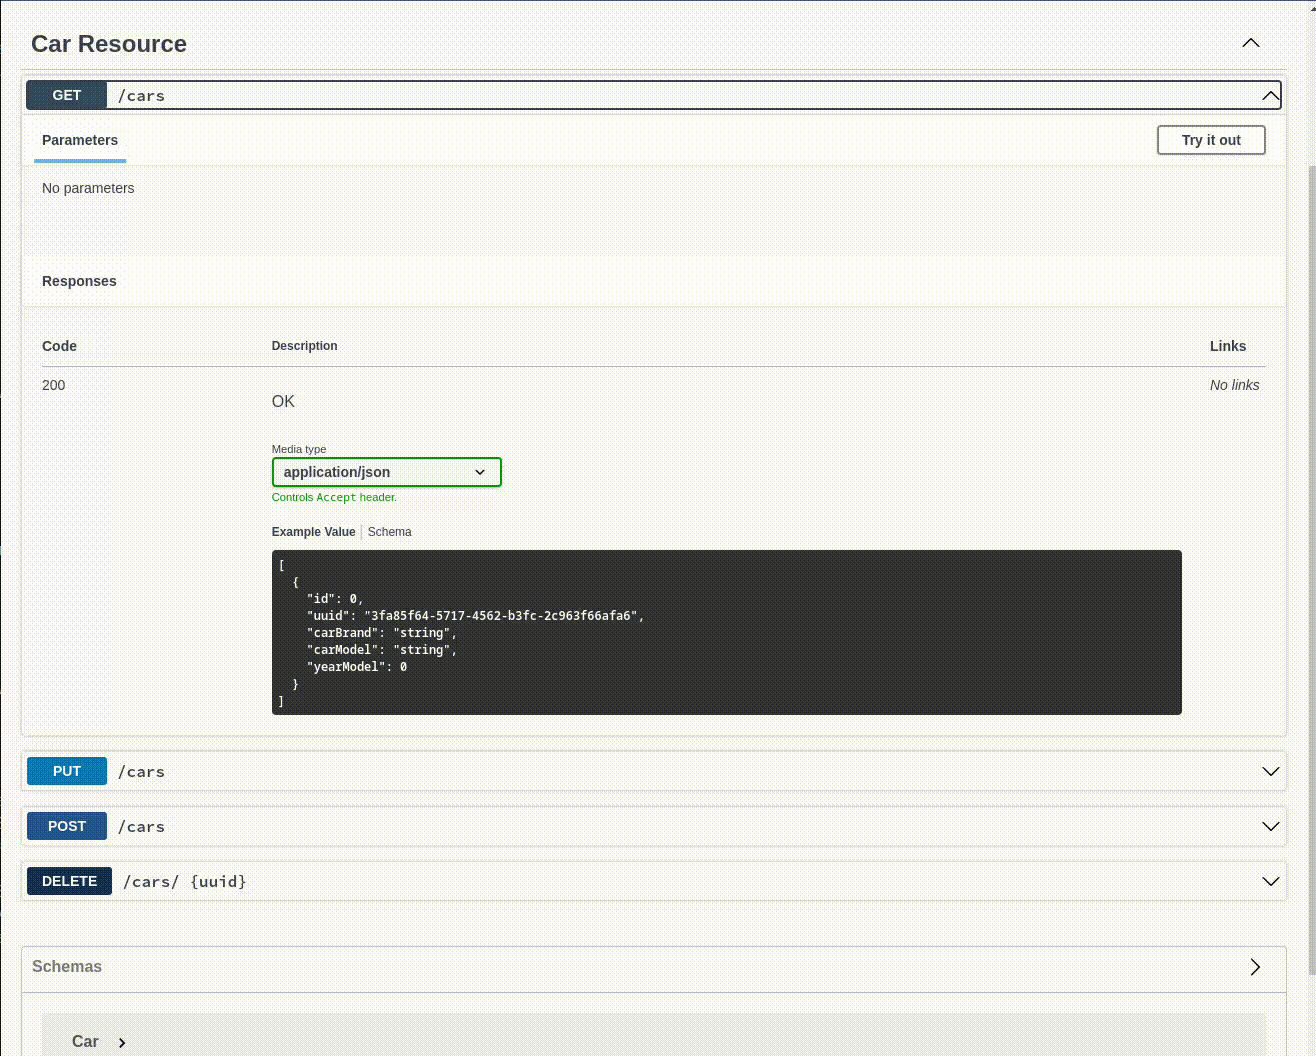 Car Resource
GET /cars
Parameters Try it out
No parameters
Responses
Code Description Links
200 No links
OK
Media type
application/json
Controls Accept header.
Example Value Schema
[
  {
    "id": 0,
    "uuid": "3fa85f64-5717-4562-b3fc-2c963f66afa6",
    "carBrand": "string",
    "carModel": "string",
    "yearModel": 0
  }
]
PUT /cars
POST /cars
DELETE /cars/ {uuid}
Schemas
Car